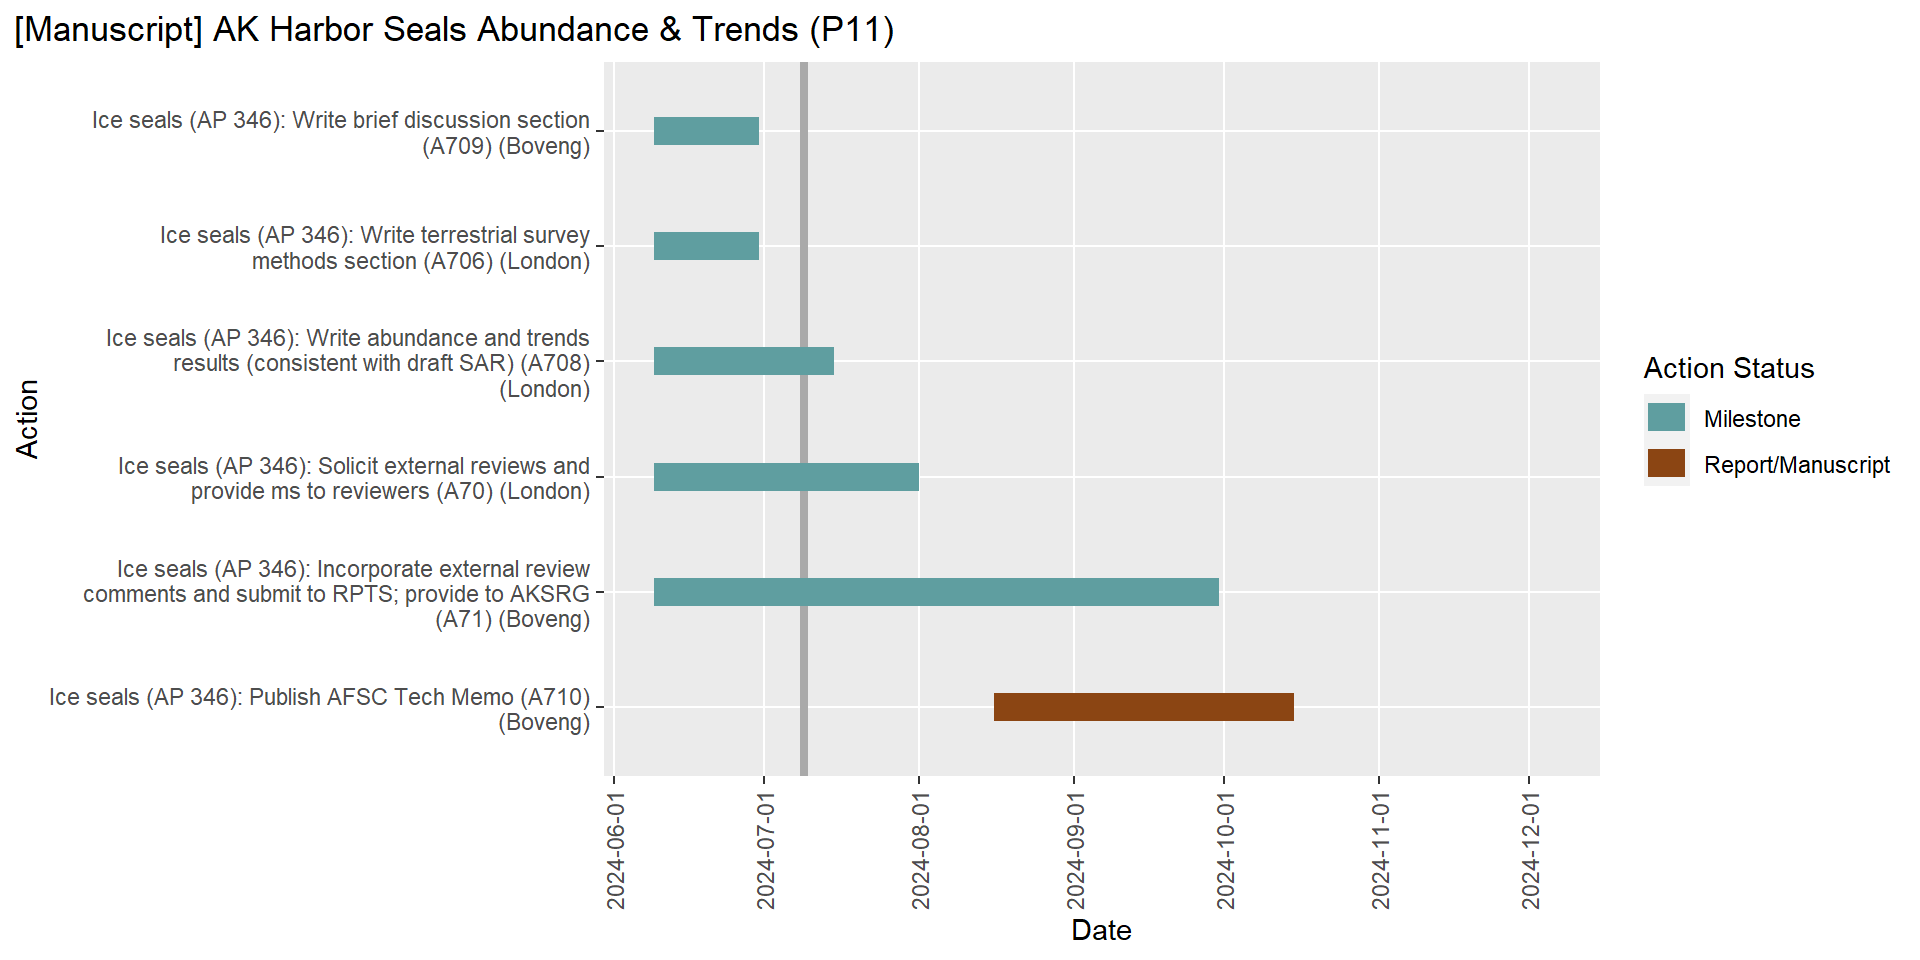 [Manuscript] AK Harbor Seals Abundance & Trends (P11)
Ice seals (AP 346): Write brief discussion section
(A709) (Boveng)
Ice seals (AP 346): Write terrestrial survey
methods section (A706) (London)
Ice seals (AP 346): Write abundance and trends
results (consistent with draft SAR) (A708)
(London)
Ice seals (AP 346): Solicit external reviews and
provide ms to reviewers (A70) (London)
Ice seals (AP 346): Incorporate external review
comments and submit to RPTS; provide to AKSRG
(A71) (Boveng)
Ice seals (AP 346): Publish AFSC Tech Memo (A710)
(Boveng)
Action
2024-06-01
2024-07-01
2024-08-01
2024-09-01
2024-10-01
2024-11-01
2024-12-01
Date
Action Status
Milestone
Report/Manuscript